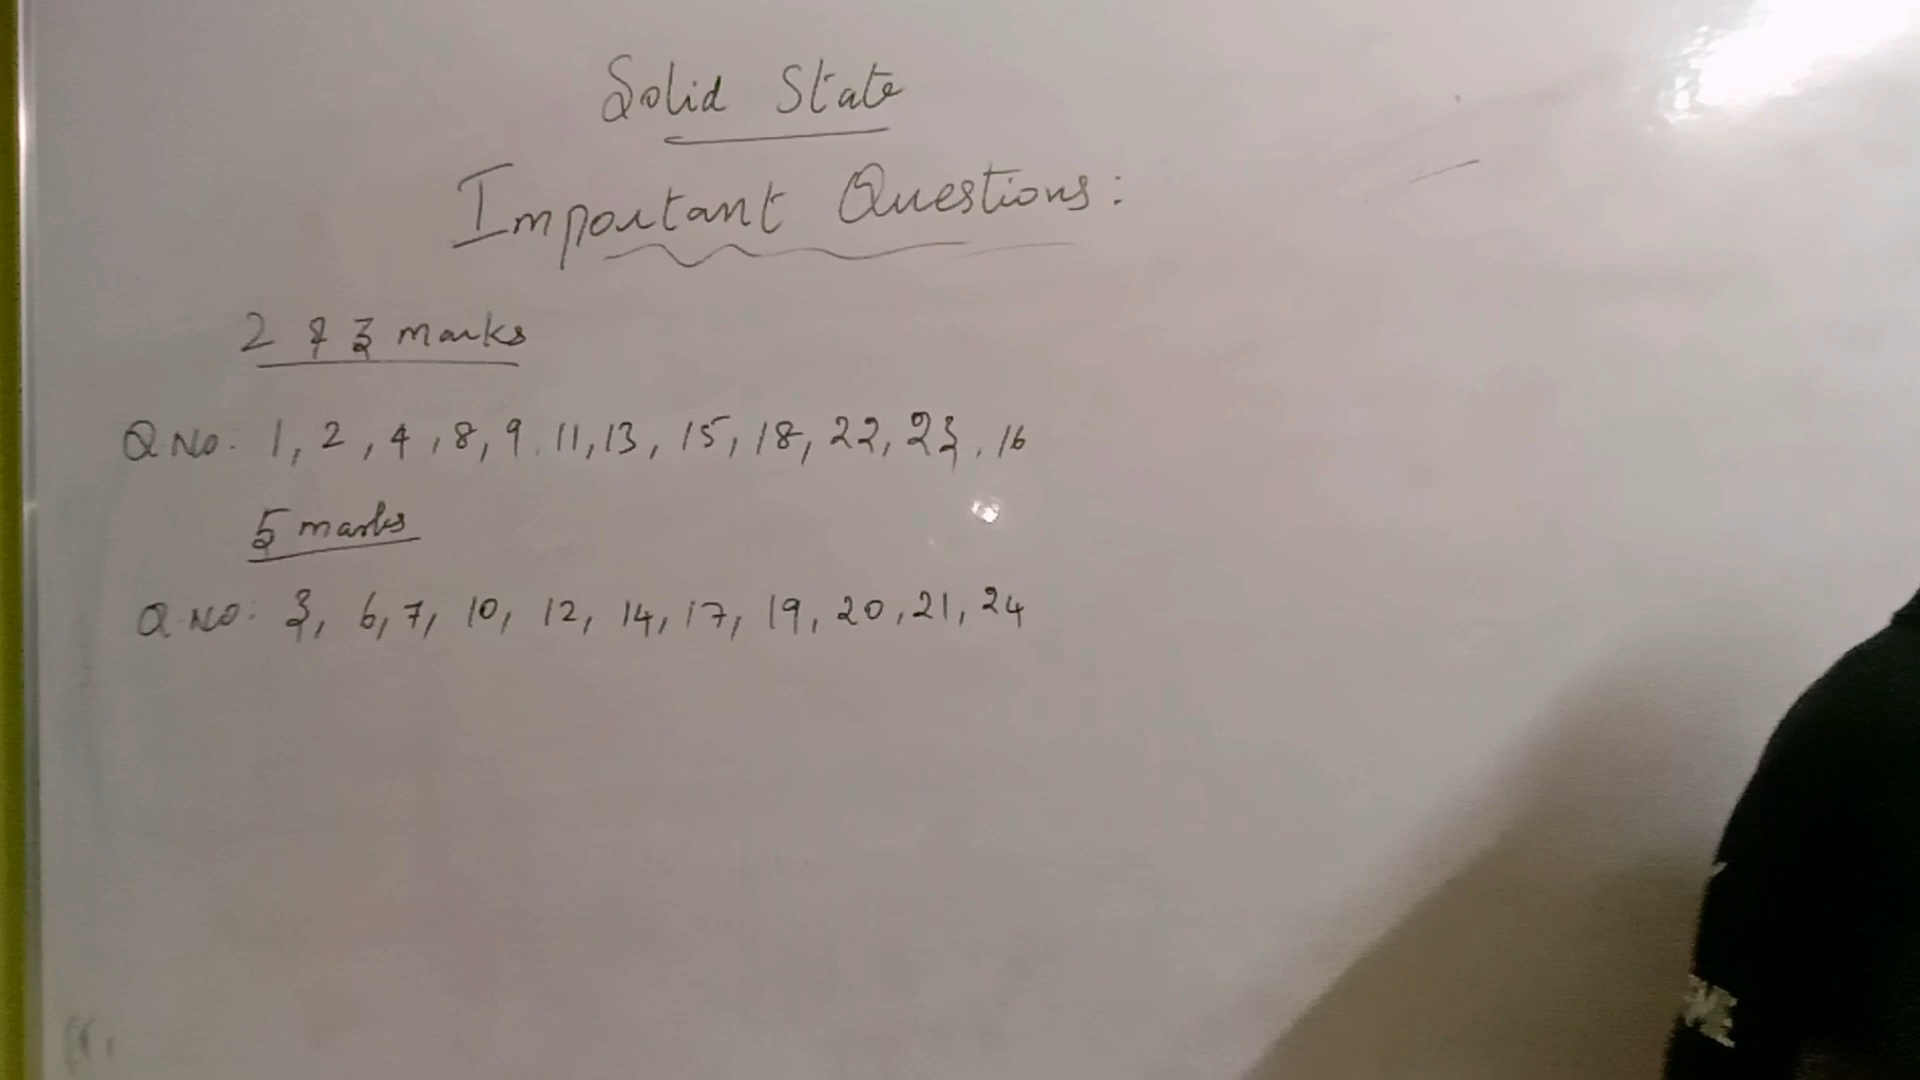 Solid State
Important Questions:
2 & 3 marks
Q No: 1, 2, 4, 8, 9, 11, 13, 15, 18, 22, 23, 16
5 marks
Q.No: 3, 6, 7, 10, 12, 14, 17, 19, 20, 21, 24